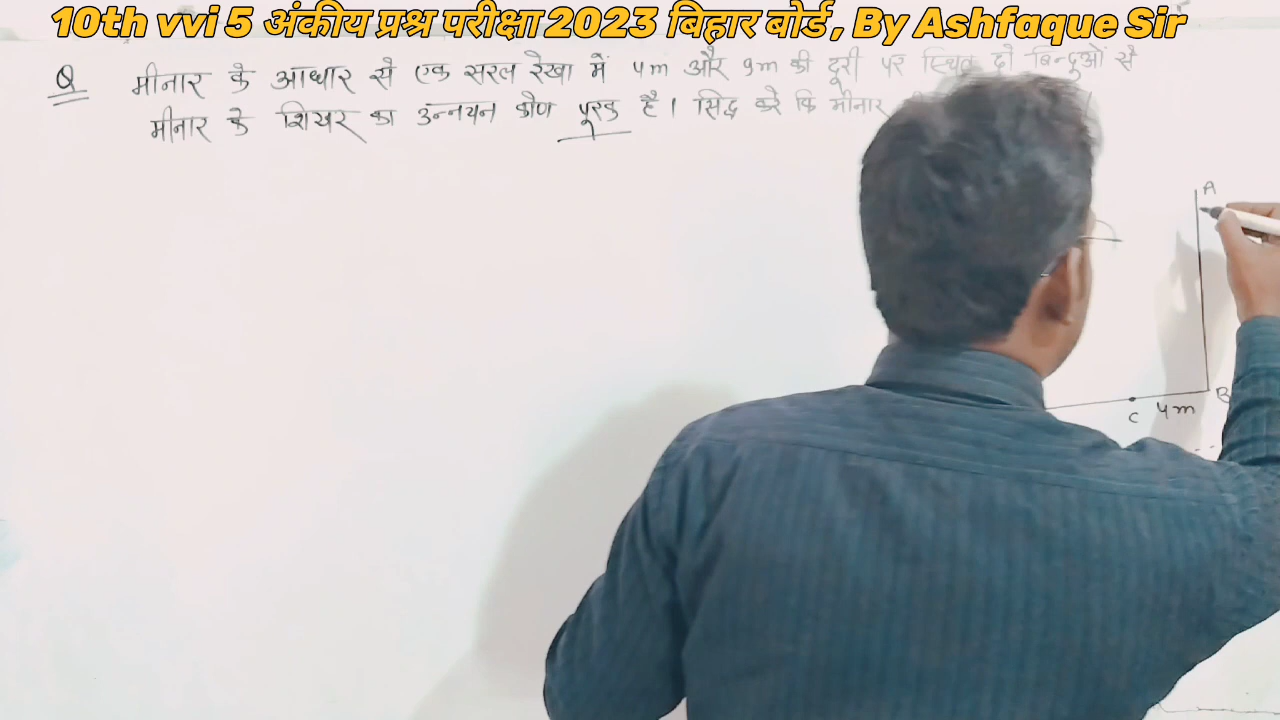 10th vvi 5 अंकीय प्रश्न परीक्षा 2023 बिहार बोर्ड, By Ashfaque Sir
Q मीनार के आधार से एक सरल रेखा में 4m और 9m की दूरी पर स्थित दो बिन्दुओं से
मीनार के शिखर का उन्नयन कोण पूरक है। सिद्ध करे कि मीनार
A
B
C 4m